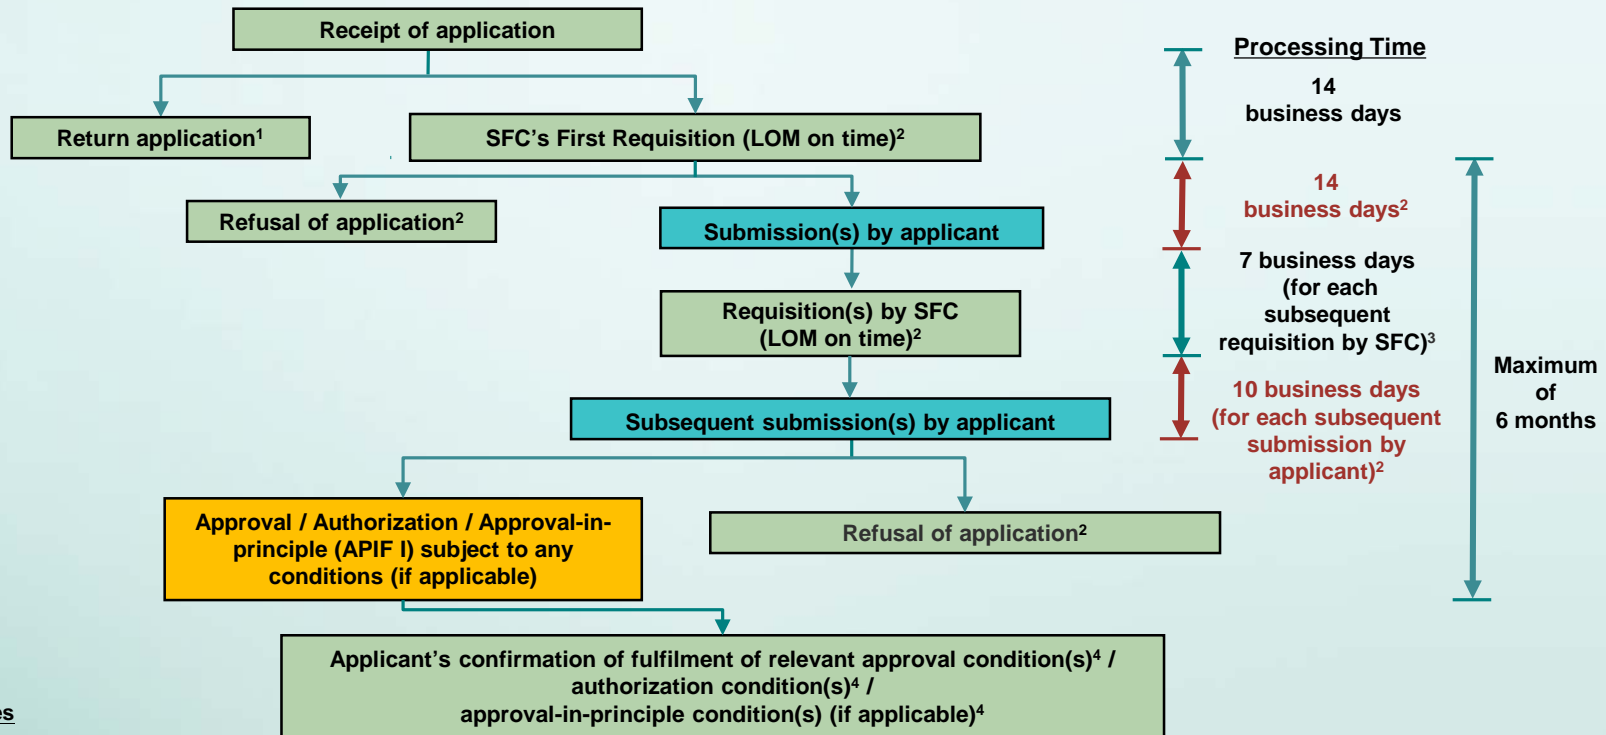 Receipt of application
Return application¹
SFC's First Requisition (LOM on time)²
Refusal of application²
Submission(s) by applicant
Requisition(s) by SFC
(LOM on time)²
Subsequent submission(s) by applicant
Approval / Authorization / Approval-in-
principle (APIF I) subject to any
conditions (if applicable)
Refusal of application²
Applicant's confirmation of fulfilment of relevant approval condition(s)⁴ /
authorization condition(s)⁴ /
approval-in-principle condition(s) (if applicable)⁴
Processing Time
14
business days
14
business days²
7 business days
(for each
subsequent
requisition by SFC)³
10 business days
(for each subsequent
submission by
applicant)²
Maximum
of
6 months